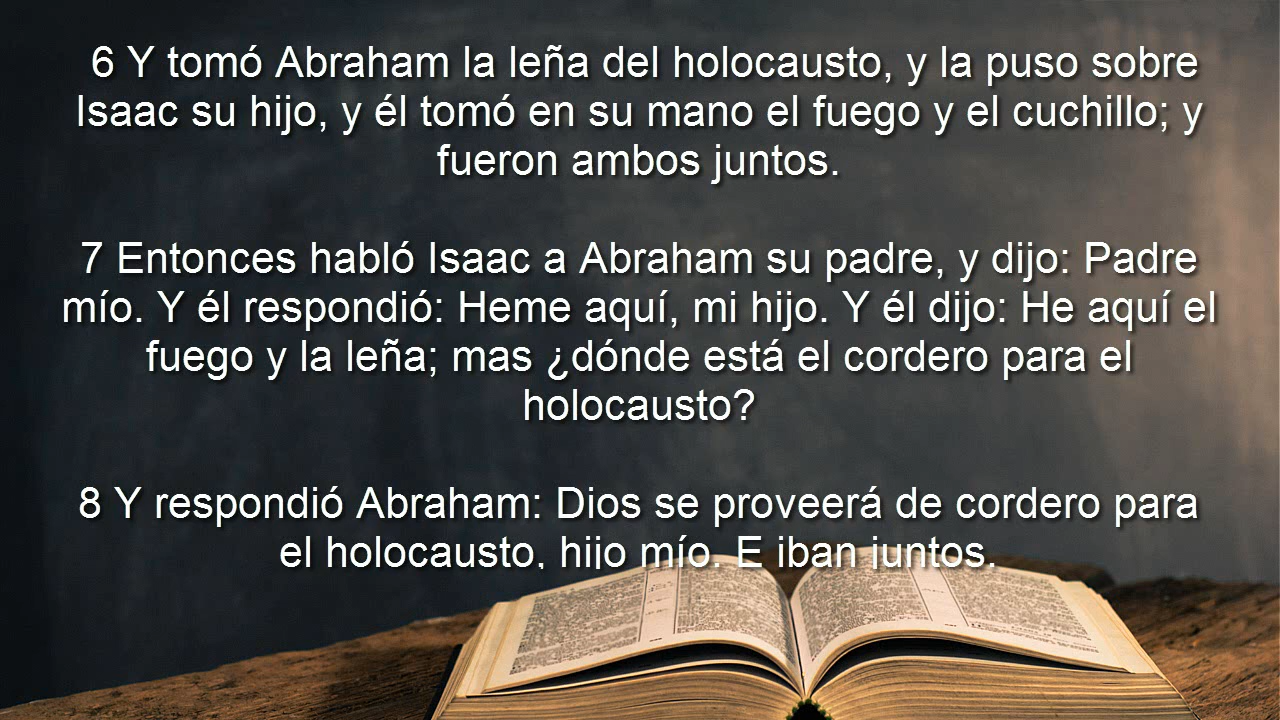 6 Y tomó Abraham la leña del holocausto, y la puso sobre
Isaac su hijo, y él tomó en su mano el fuego y el cuchillo; y
fueron ambos juntos.
7 Entonces habló Isaac a Abraham su padre, y dijo: Padre
mío. Y él respondió: Heme aquí, mi hijo. Y él dijo: He aquí el
fuego y la leña; mas ¿dónde está el cordero para el
holocausto?
8 Y respondió Abraham: Dios se proveerá de cordero para
el holocausto, hijo mío. E iban juntos.